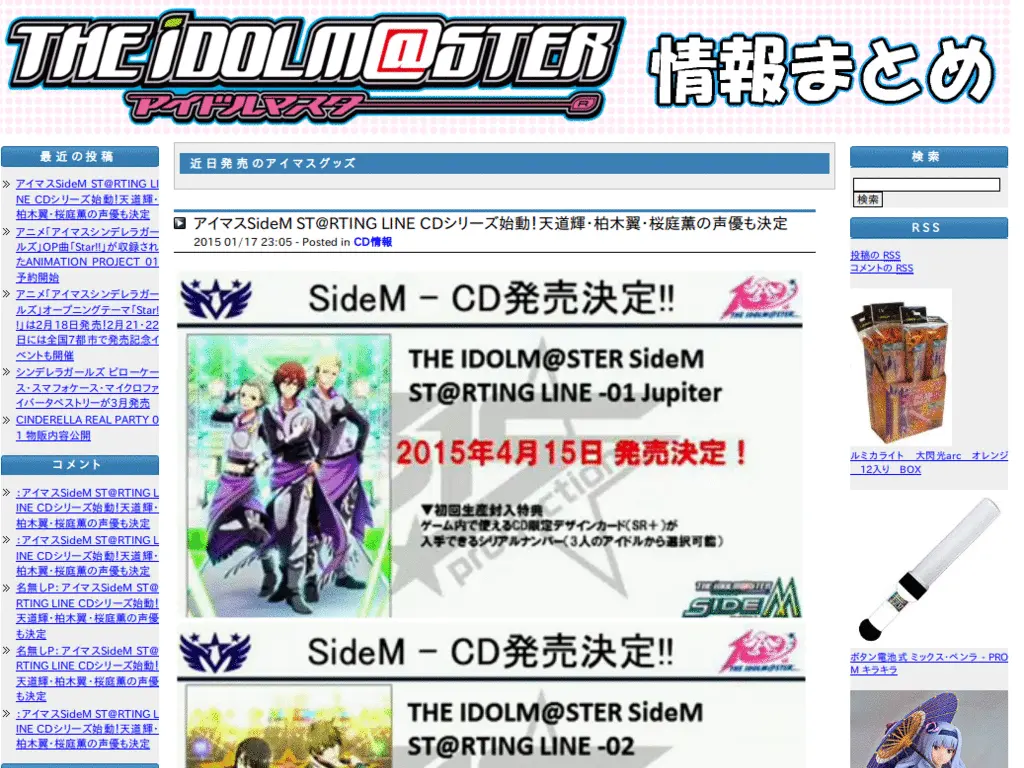 THE iDOLM@STER
アイドルマスター
情報まとめ
最近の投稿
アイマスSideM ST@RTING LI
NE CDシリーズ始動!天道輝・
柏木翼・桜庭薫の声優も決定
アニメ「アイマスシンデレラガー
ルズ」OP曲「Star!!」が収録され
たANIMATION PROJECT 01
予約開始
アニメ「アイマスシンデレラガー
ルズ」オープニングテーマ「Star!
!」は2月18日発売!2月21・22
日には全国7都市で発売記念イ
ベントも開催
シンデレラガールズ ピローケー
ス・スマフォケース・マイクロファ
イバータペストリーが3月発売
CINDERELLA REAL PARTY 0
1 物販内容公開
コメント
:アイマスSideM ST@RTING L
INE CDシリーズ始動!天道輝・
柏木翼・桜庭薫の声優も決定
:アイマスSideM ST@RTING L
INE CDシリーズ始動!天道輝・
柏木翼・桜庭薫の声優も決定
名無しP: アイマスSideM ST@
RTING LINE CDシリーズ始動!
天道輝・柏木翼・桜庭薫の声優
も決定
名無しP: アイマスSideM ST@
RTING LINE CDシリーズ始動!
天道輝・柏木翼・桜庭薫の声優
も決定
:アイマスSideM ST@RTING L
INE CDシリーズ始動!天道輝・
柏木翼・桜庭薫の声優も決定
近日発売のアイマスグッズ
アイマスSideM ST@RTING LINE CDシリーズ始動!天道輝・柏木翼・桜庭薫の声優も決定
2015 01/17 23:05 - Posted in CD情報
SideM － CD発売決定!!
THE IDOLM@STER
THE IDOLM@STER SideM
ST@RTING LINE -01 Jupiter
2015年4月15日 発売決定！
▼初回生産封入特典
ゲーム内で使えるCD限定デザインカード(SR+)が
入手できるシリアルナンバー(3人のアイドルから選択可能)
production
THE IDOLM@STER
SIDEM
SideM － CD発売決定!!
THE IDOLM@STER
THE IDOLM@STER SideM
ST@RTING LINE -02
検索
検索
RSS
投稿の RSS
コメントの RSS
ルミカライト　大閃光arc　オレンジ
　12入り　BOX
ボタン電池式 ミックス・ペンラ - PRO
M キラキラ